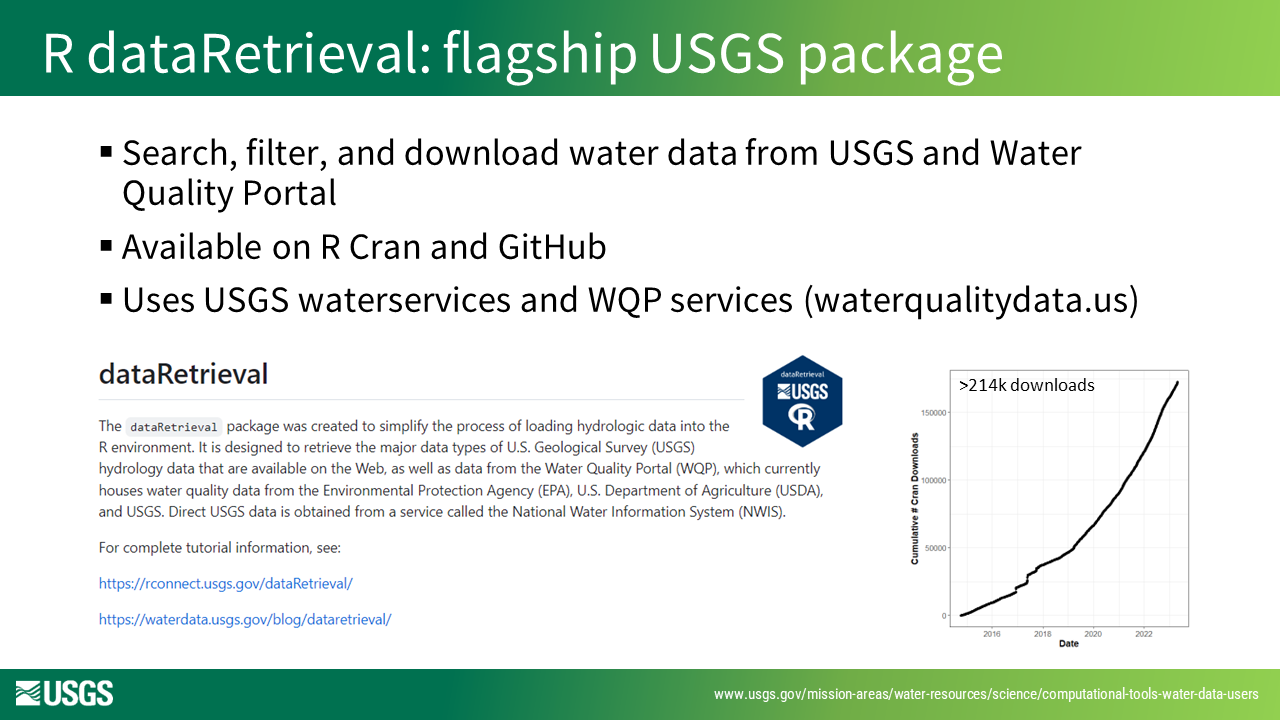 R dataRetrieval: flagship USGS package
▪ Search, filter, and download water data from USGS and Water
Quality Portal
▪ Available on R Cran and GitHub
▪ Uses USGS waterservices and WQP services (waterqualitydata.us)
dataRetrieval
The dataRetrieval package was created to simplify the process of loading hydrologic data into the
R environment. It is designed to retrieve the major data types of U.S. Geological Survey (USGS)
hydrology data that are available on the Web, as well as data from the Water Quality Portal (WQP), which currently
houses water quality data from the Environmental Protection Agency (EPA), U.S. Department of Agriculture (USDA),
and USGS. Direct USGS data is obtained from a service called the National Water Information System (NWIS).
For complete tutorial information, see:
https://rconnect.usgs.gov/dataRetrieval/
https://waterdata.usgs.gov/blog/dataretrieval/
dataRetrieval
USGS
R
>214k downloads
Cumulative # Cran Downloads
150000
100000
50000
0
2016 2018 2020 2022
Date
USGS
www.usgs.gov/mission-areas/water-resources/science/computational-tools-water-data-users